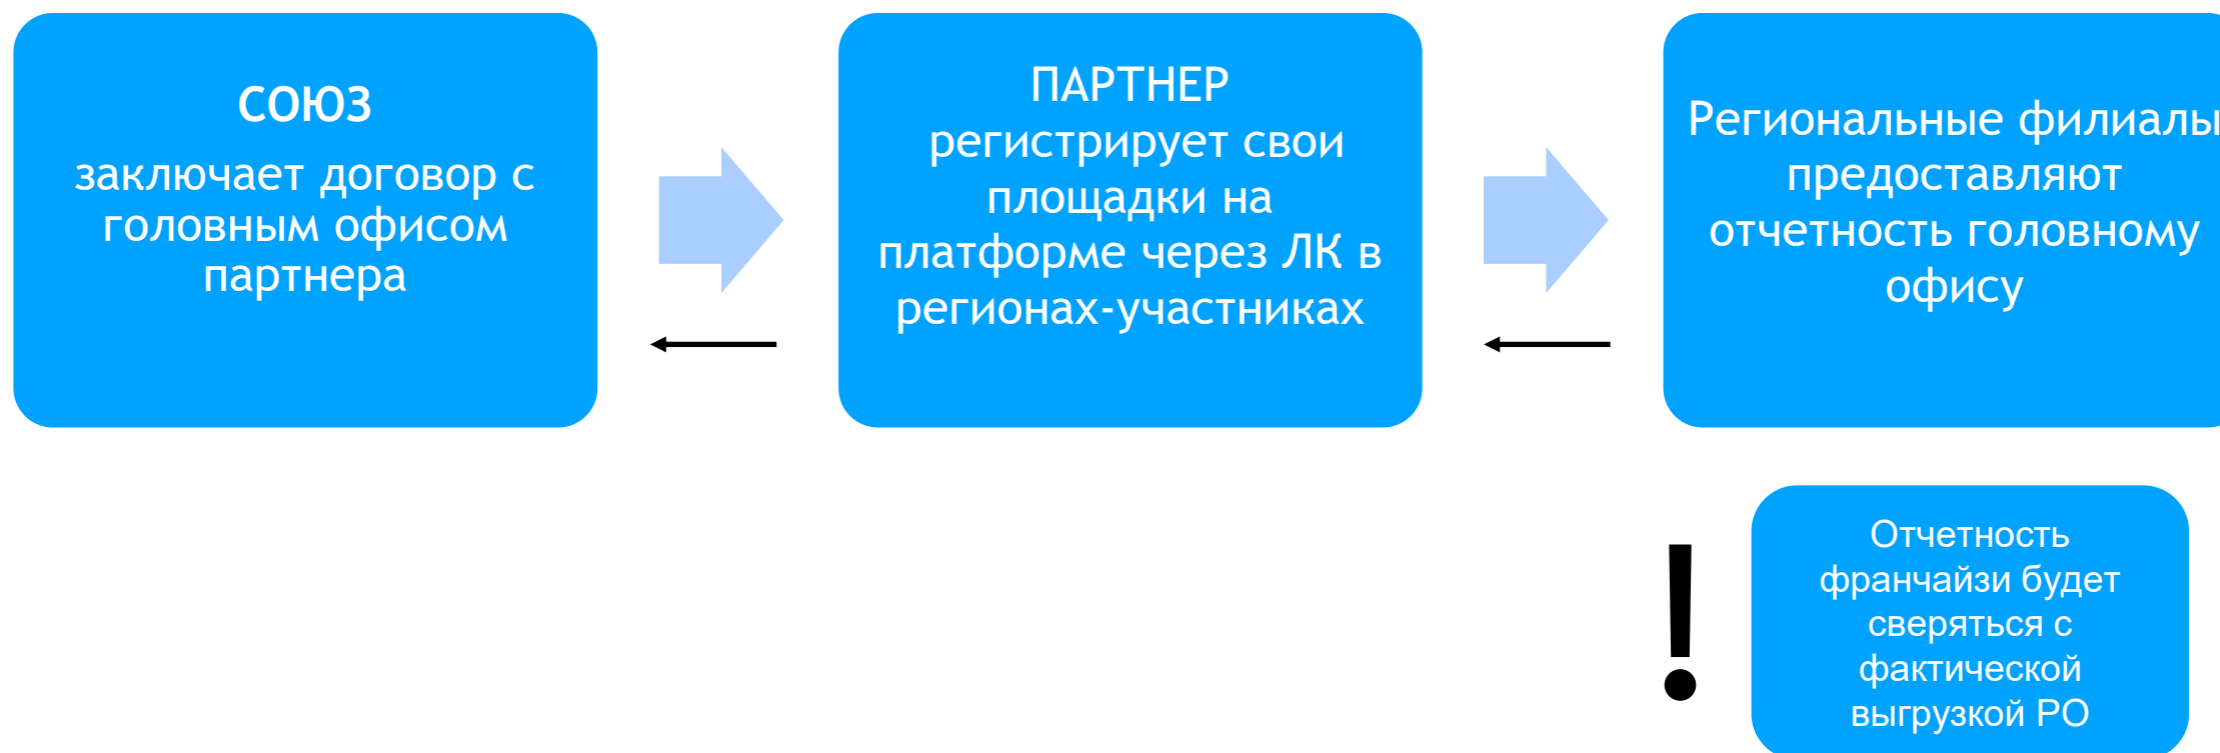 СОЮЗ
заключает договор с
головным офисом
партнера
ПАРТНЕР
регистрирует свои
площадки на
платформе через ЛК в
регионах-участниках
Региональные филиалы
предоставляют
отчетность головному
офису
!
Отчетность
франчайзи будет
сверяться с
фактической
выгрузкой РО